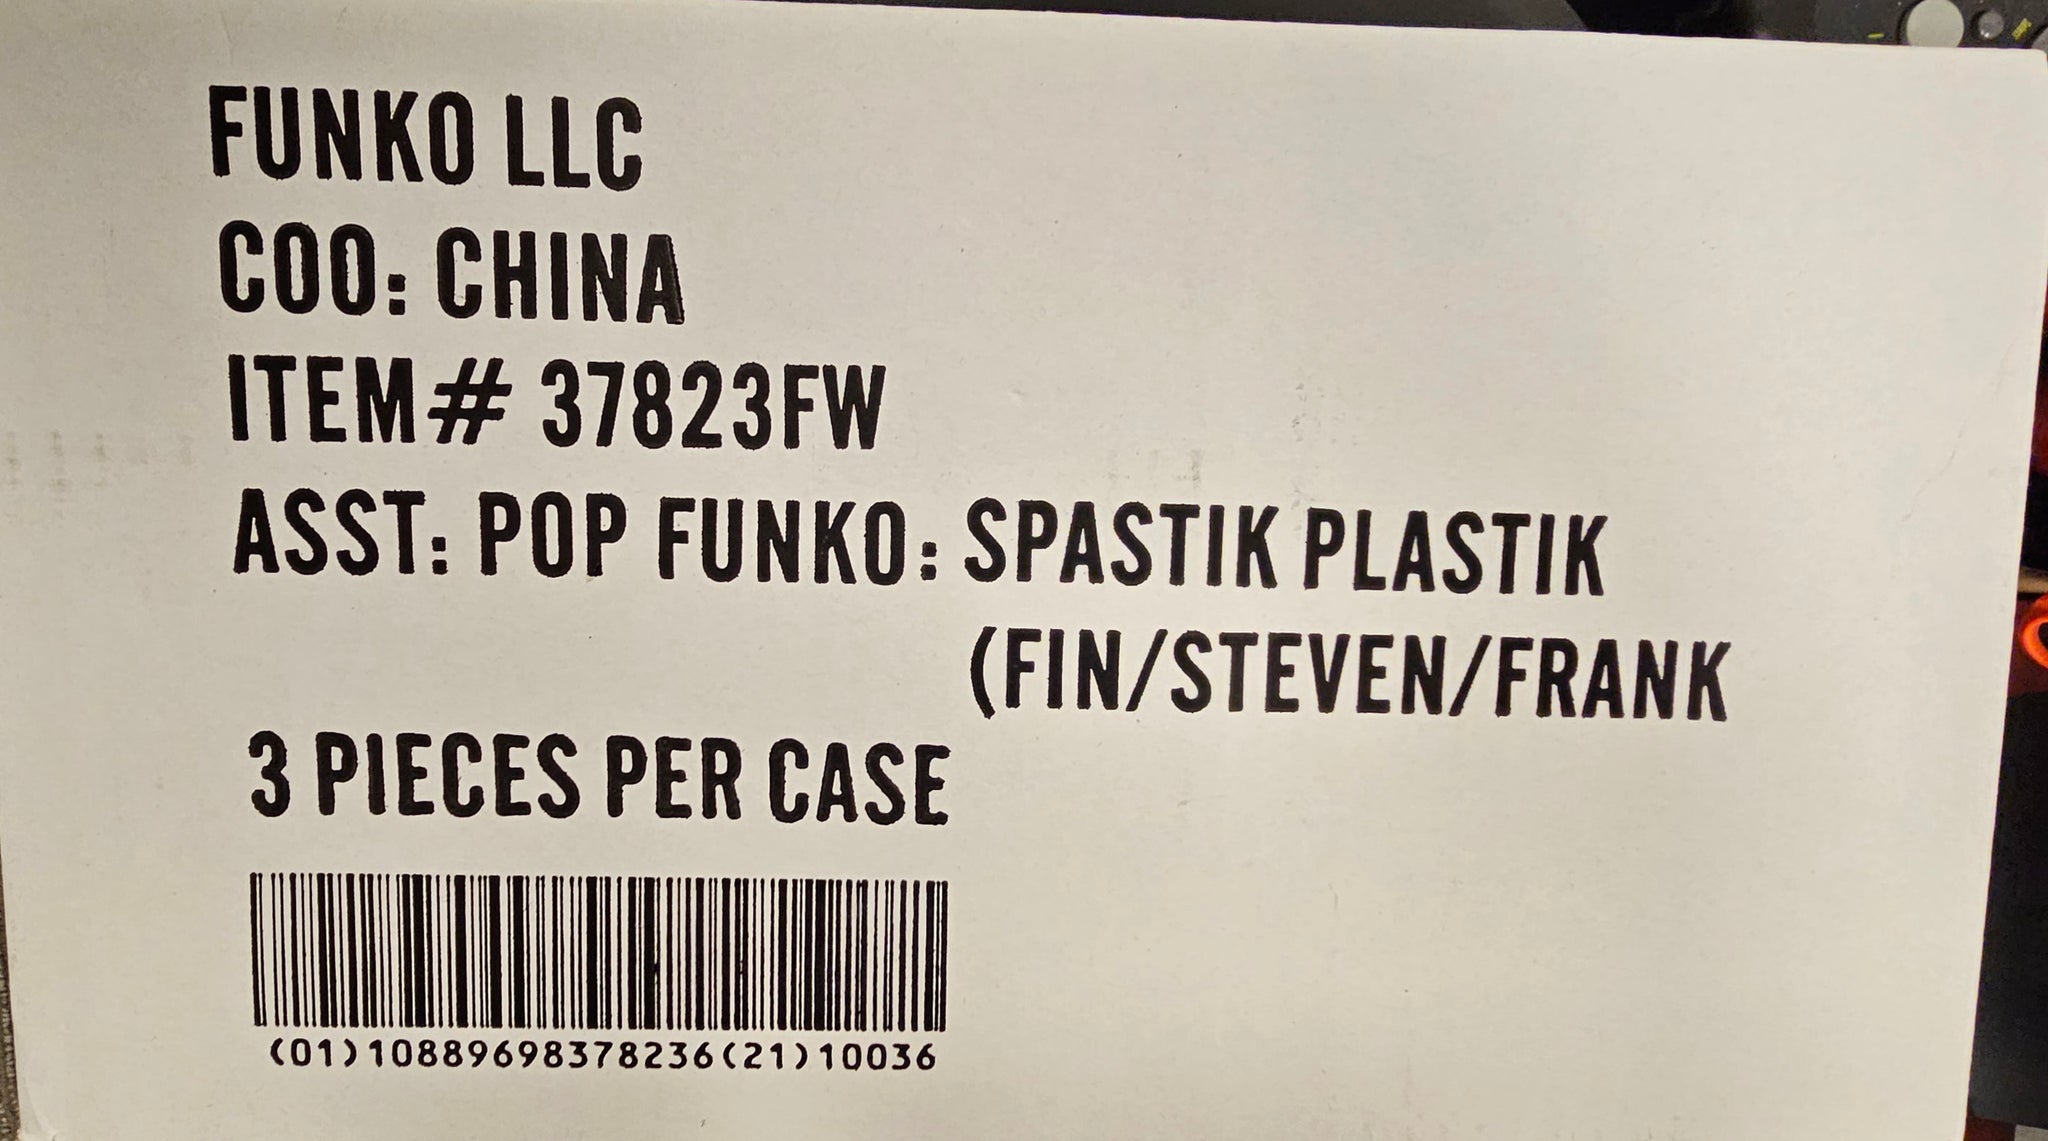 FUNKO LLC
COO: CHINA
ITEM# 37823FW
ASST: POP FUNKO: SPASTIK PLASTIK
(FIN/STEVEN/FRANK
3 PIECES PER CASE
(01)10889698378236(21)10036